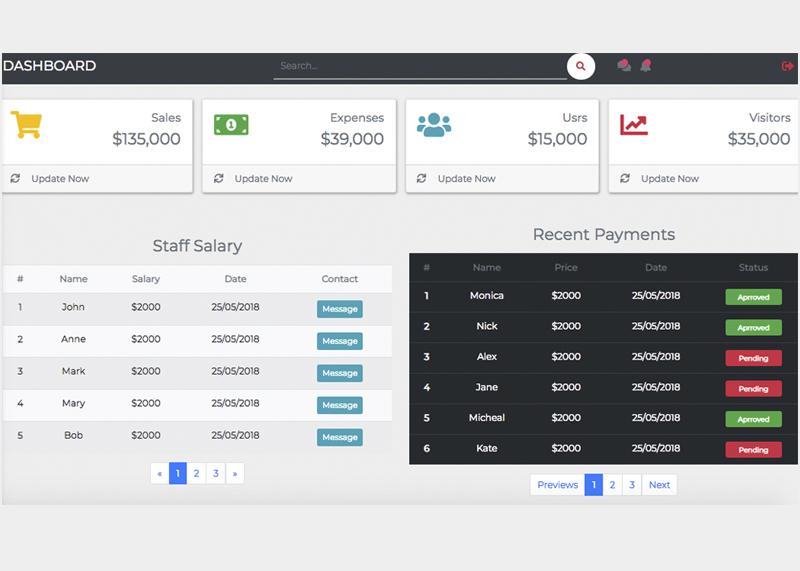 DASHBOARD Search...
Sales
$135,000
Update Now
Expenses
$39,000
Update Now
Usrs
$15,000
Update Now
Visitors
$35,000
Update Now
Staff Salary
# Name Salary Date Contact
1 John $2000 25/05/2018 Message
2 Anne $2000 25/05/2018 Message
3 Mark $2000 25/05/2018 Message
4 Mary $2000 25/05/2018 Message
5 Bob $2000 25/05/2018 Message
« 1 2 3 »
Recent Payments
# Name Price Date Status
1 Monica $2000 25/05/2018 Aprroved
2 Nick $2000 25/05/2018 Aprroved
3 Alex $2000 25/05/2018 Pending
4 Jane $2000 25/05/2018 Pending
5 Micheal $2000 25/05/2018 Aprroved
6 Kate $2000 25/05/2018 Pending
Previews 1 2 3 Next